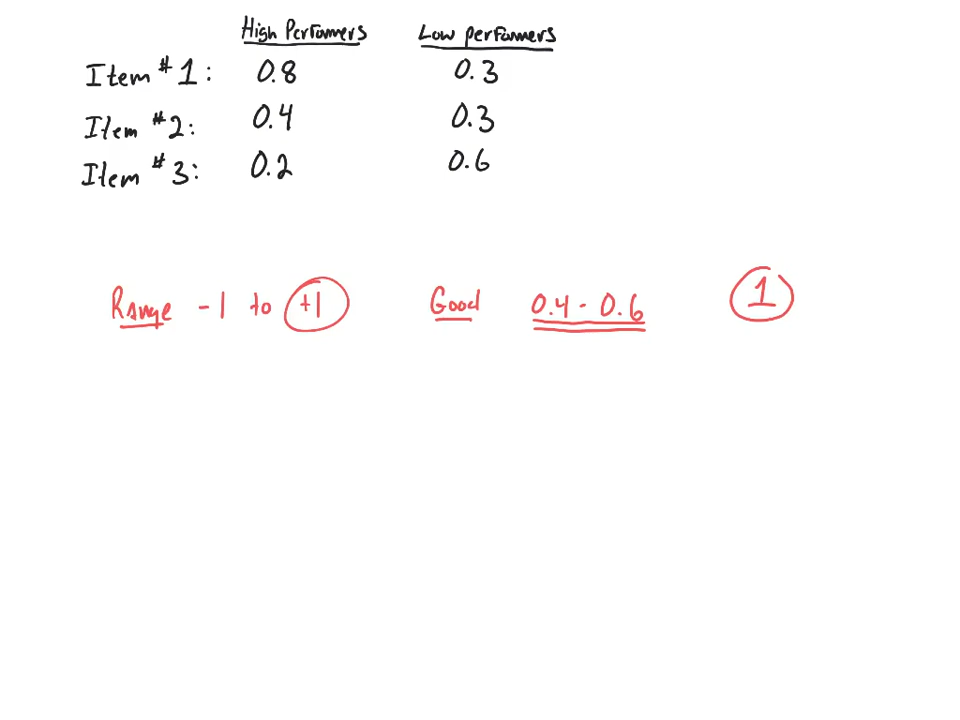 High Performers Low performers
Item #1: 0.8 0.3
Item #2: 0.4 0.3
Item #3: 0.2 0.6
Range -1 to +1 Good 0.4 - 0.6 1